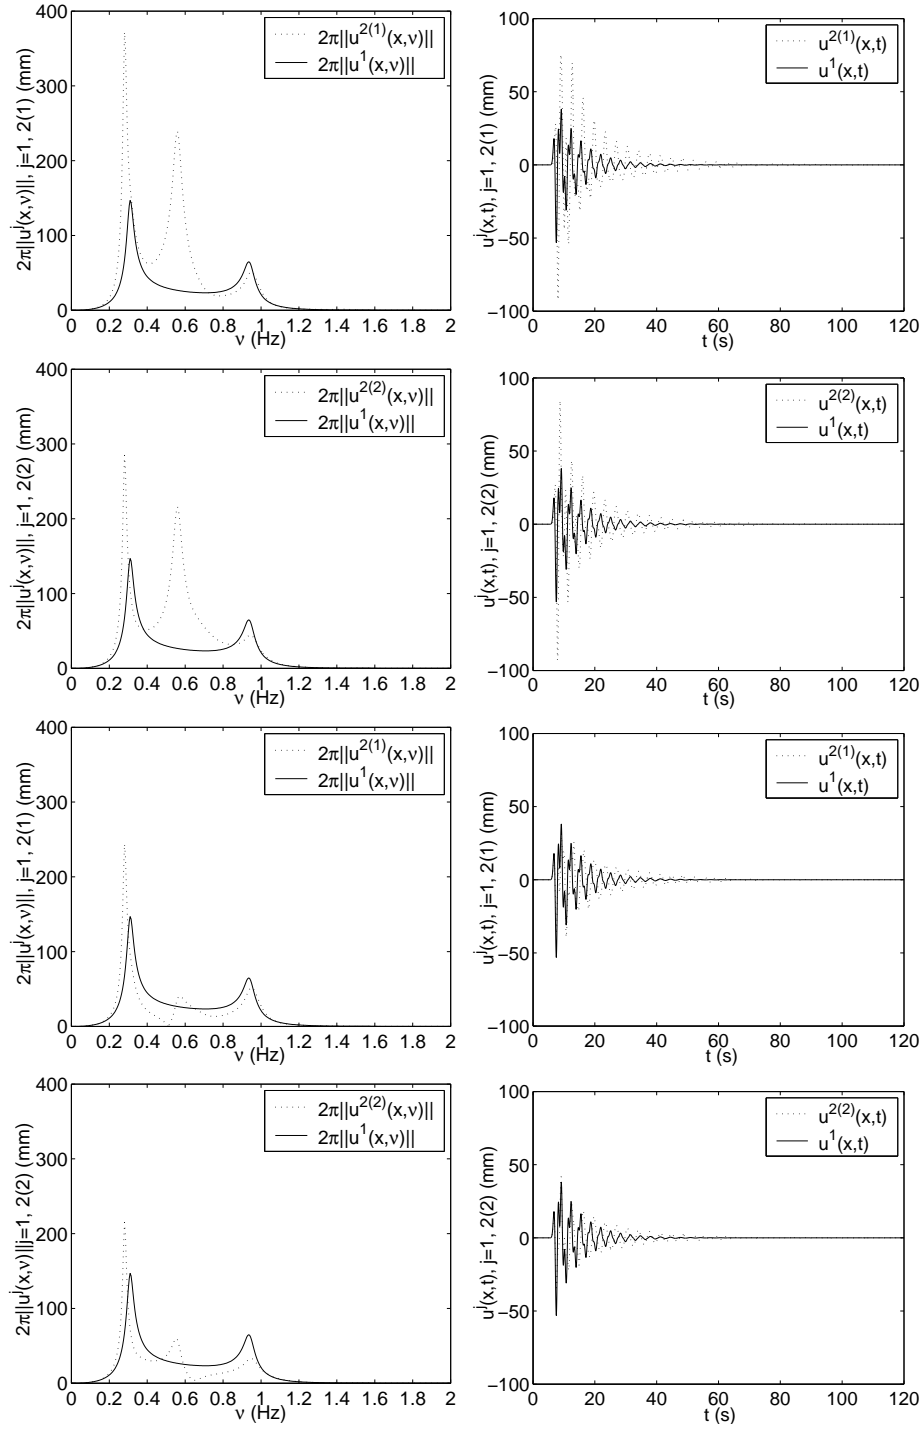 2π||u^j(x,ν)||, j=1, 2(1) (mm)
400
300
200
100
0
0 0.2 0.4 0.6 0.8 1 1.2 1.4 1.6 1.8 2
ν (Hz)
2π||u^2(1)(x,ν)||
2π||u^1(x,ν)||
u^j(x,t), j=1, 2(1) (mm)
100
50
0
−50
−100
0 20 40 60 80 100 120
t (s)
u^2(1)(x,t)
u^1(x,t)
2π||u^j(x,ν)||, j=1, 2(2) (mm)
400
300
200
100
0
0 0.2 0.4 0.6 0.8 1 1.2 1.4 1.6 1.8 2
ν (Hz)
2π||u^2(2)(x,ν)||
2π||u^1(x,ν)||
u^j(x,t), j=1, 2(2) (mm)
100
50
0
−50
−100
0 20 40 60 80 100 120
t (s)
u^2(2)(x,t)
u^1(x,t)
2π||u^j(x,ν)||, j=1, 2(1) (mm)
400
300
200
100
0
0 0.2 0.4 0.6 0.8 1 1.2 1.4 1.6 1.8 2
ν (Hz)
2π||u^2(1)(x,ν)||
2π||u^1(x,ν)||
u^j(x,t), j=1, 2(1) (mm)
100
50
0
−50
−100
0 20 40 60 80 100 120
t (s)
u^2(1)(x,t)
u^1(x,t)
2π||u^j(x,ν)||j=1, 2(2) (mm)
400
300
200
100
0
0 0.2 0.4 0.6 0.8 1 1.2 1.4 1.6 1.8 2
ν (Hz)
2π||u^2(2)(x,ν)||
2π||u^1(x,ν)||
u^j(x,t), j=1, 2(2) (mm)
100
50
0
−50
−100
0 20 40 60 80 100 120
t (s)
u^2(2)(x,t)
u^1(x,t)